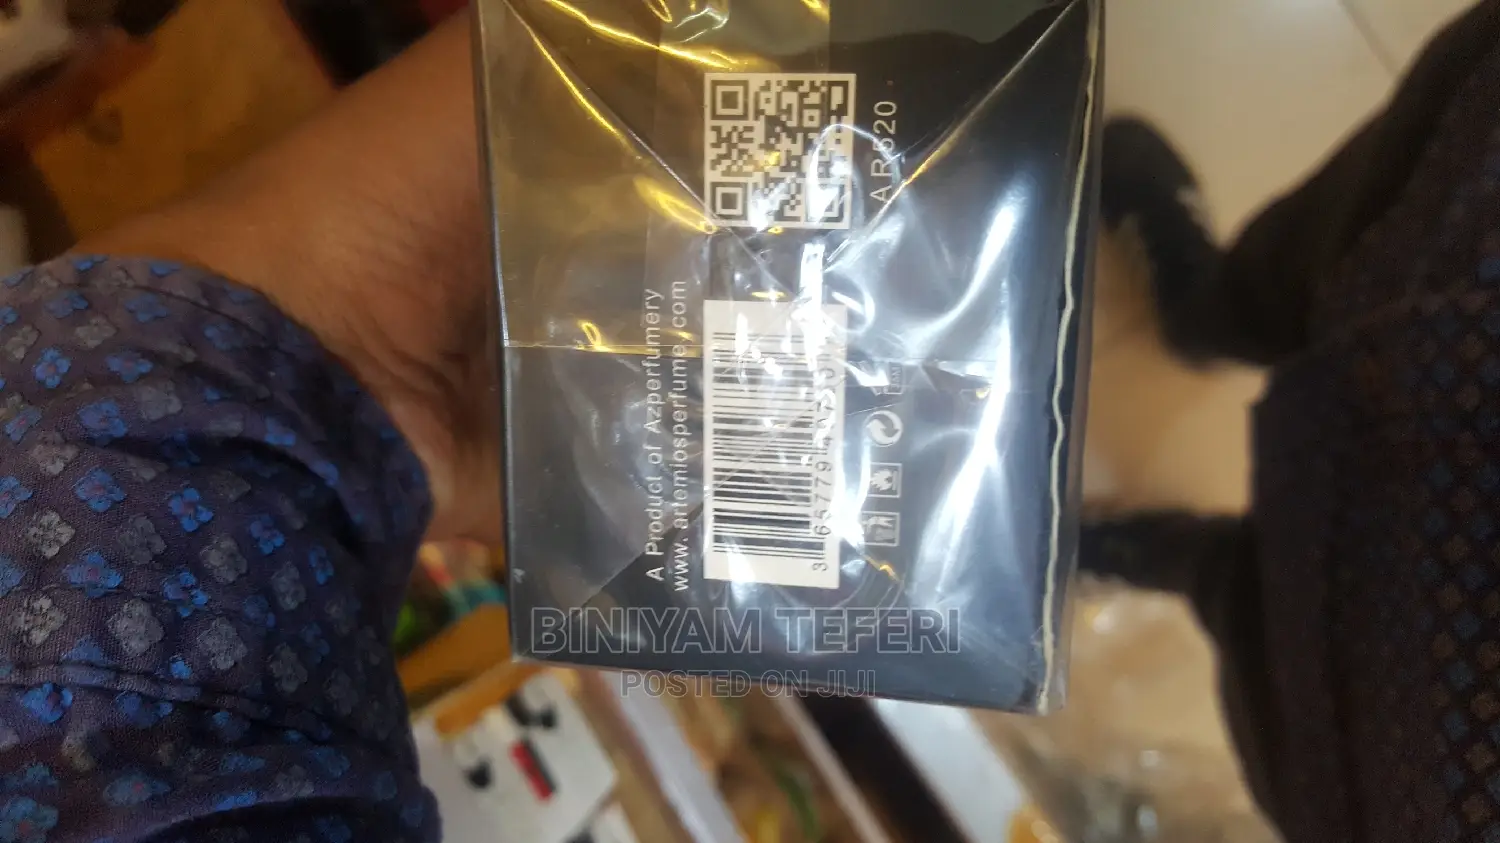 AR520
A Product of Azperfumery
www.artemiosperfume.com
BINIYAM TEFERI
POSTED ON JIJI